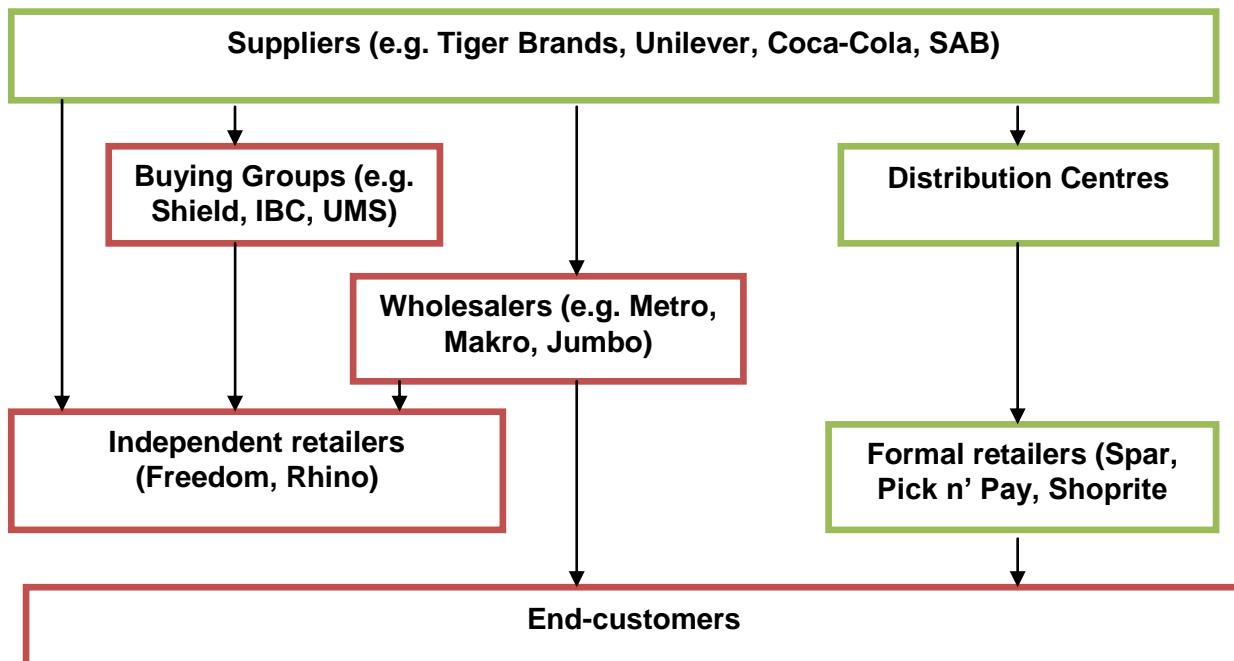 Suppliers (e.g. Tiger Brands, Unilever, Coca-Cola, SAB)
Buying Groups (e.g.
Shield, IBC, UMS)
Distribution Centres
Wholesalers (e.g. Metro,
Makro, Jumbo)
Independent retailers
(Freedom, Rhino)
Formal retailers (Spar,
Pick n’ Pay, Shoprite
End-customers